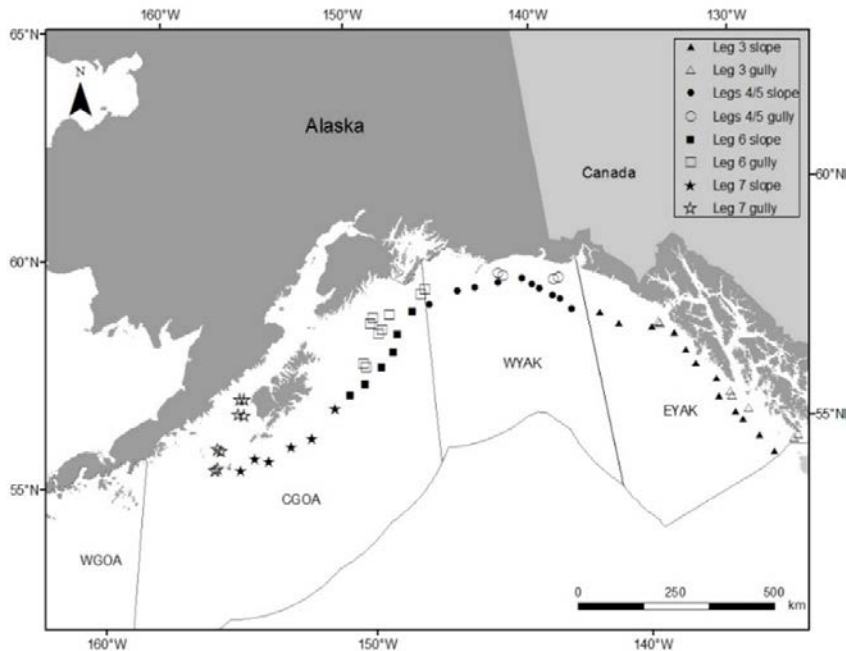 160°W 150°W 140°W 130°W
65°N
N
Alaska
Canada
Leg 3 slope
Leg 3 gully
Legs 4/5 slope
Legs 4/5 gully
Leg 6 slope
Leg 6 gully
Leg 7 slope
Leg 7 gully
60°N
60°N
WYAK
EYAK
55°N
55°N
CGOA
WGOA
0 250 500
km
160°W 150°W 140°W